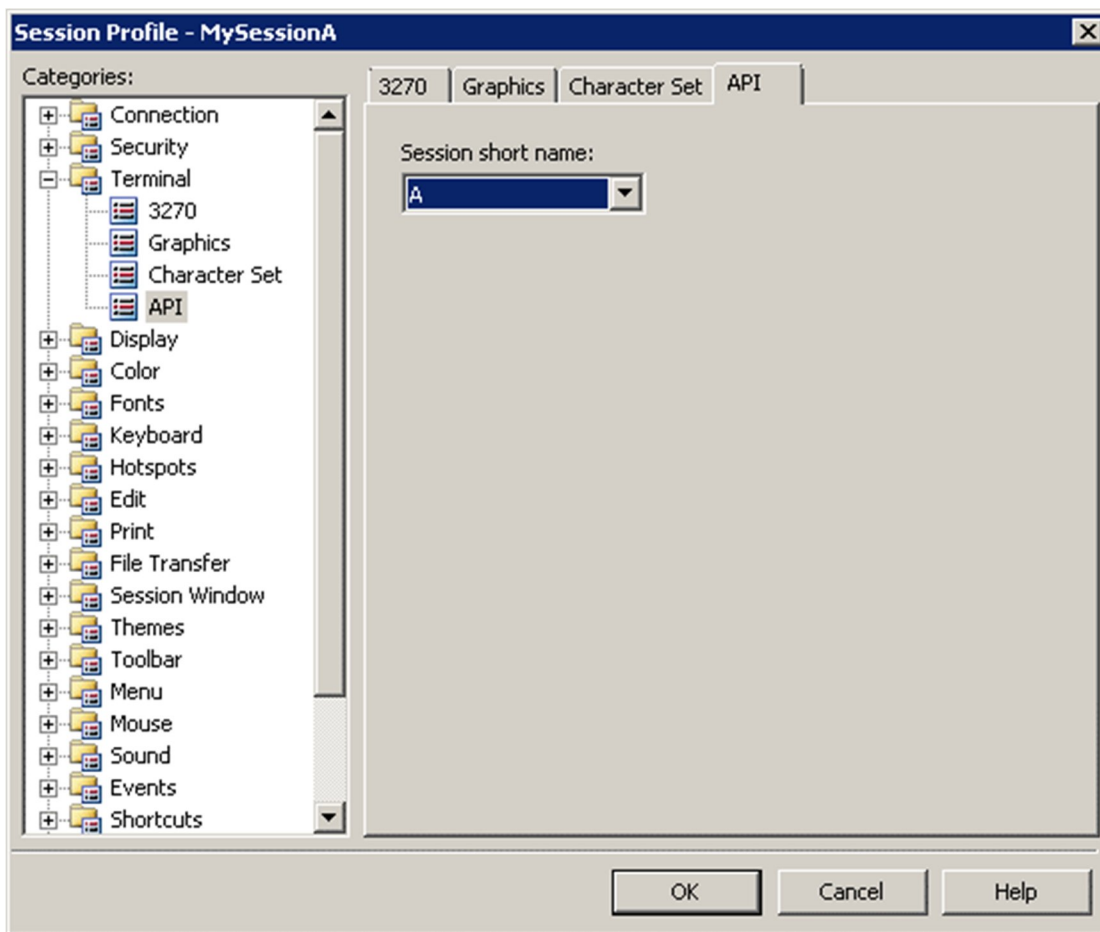 Session Profile - MySessionA
Categories:
Connection
Security
Terminal
3270
Graphics
Character Set
API
Display
Color
Fonts
Keyboard
Hotspots
Edit
Print
File Transfer
Session Window
Themes
Toolbar
Menu
Mouse
Sound
Events
Shortcuts
3270 Graphics Character Set API
Session short name:
A
OK Cancel Help